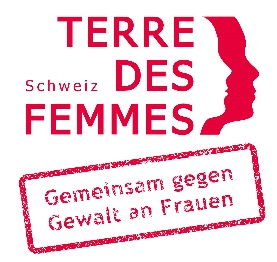 TERRE
Schweiz DES
FEMMES
Gemeinsam gegen
Gewalt an Frauen